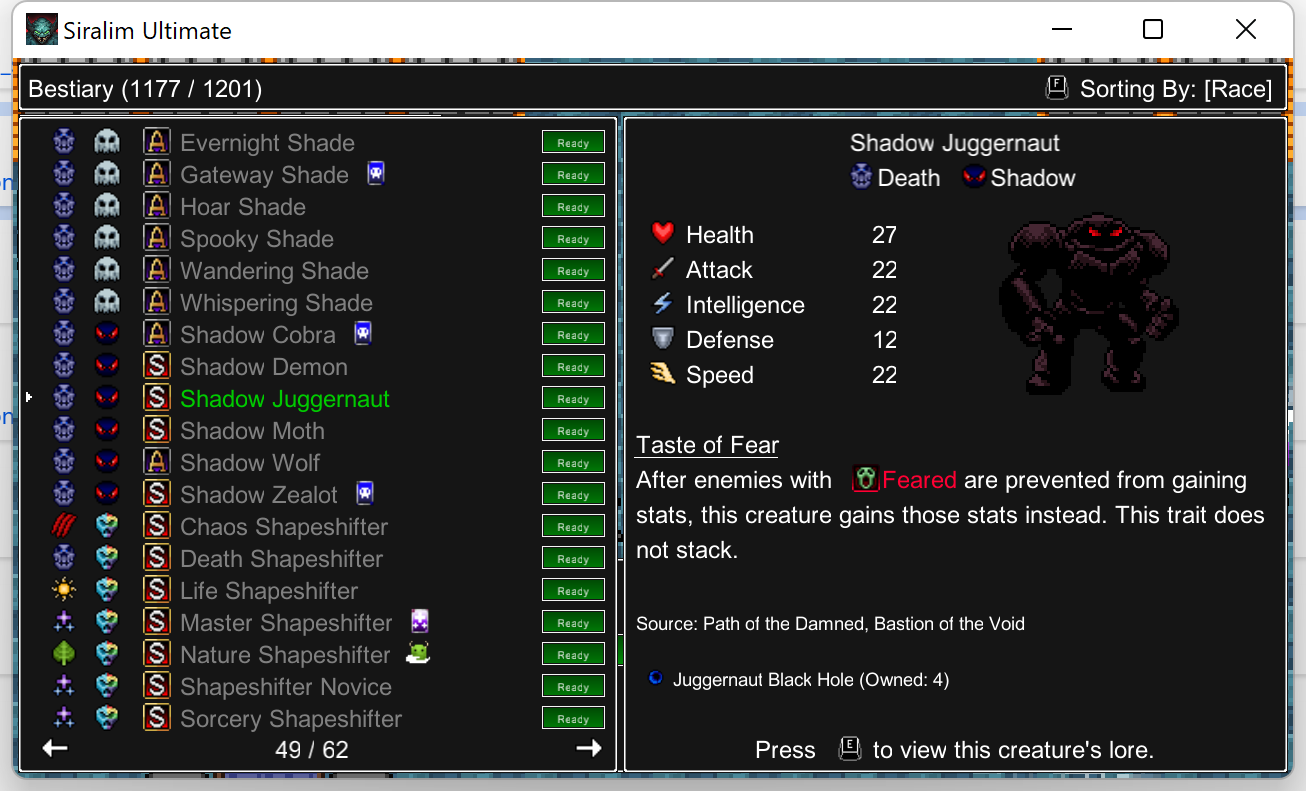 Siralim Ultimate
Bestiary (1177 / 1201)
F Sorting By: [Race]
A Evernight Shade Ready
A Gateway Shade Ready
A Hoar Shade Ready
A Spooky Shade Ready
A Wandering Shade Ready
A Whispering Shade Ready
A Shadow Cobra Ready
S Shadow Demon Ready
S Shadow Juggernaut Ready
S Shadow Moth Ready
A Shadow Wolf Ready
S Shadow Zealot Ready
S Chaos Shapeshifter Ready
S Death Shapeshifter Ready
S Life Shapeshifter Ready
S Master Shapeshifter Ready
S Nature Shapeshifter Ready
S Shapeshifter Novice Ready
S Sorcery Shapeshifter Ready
49 / 62
Shadow Juggernaut
Death Shadow
Health 27
Attack 22
Intelligence 22
Defense 12
Speed 22
Taste of Fear
After enemies with Feared are prevented from gaining
stats, this creature gains those stats instead. This trait does
not stack.
Source: Path of the Damned, Bastion of the Void
Juggernaut Black Hole (Owned: 4)
Press E to view this creature's lore.